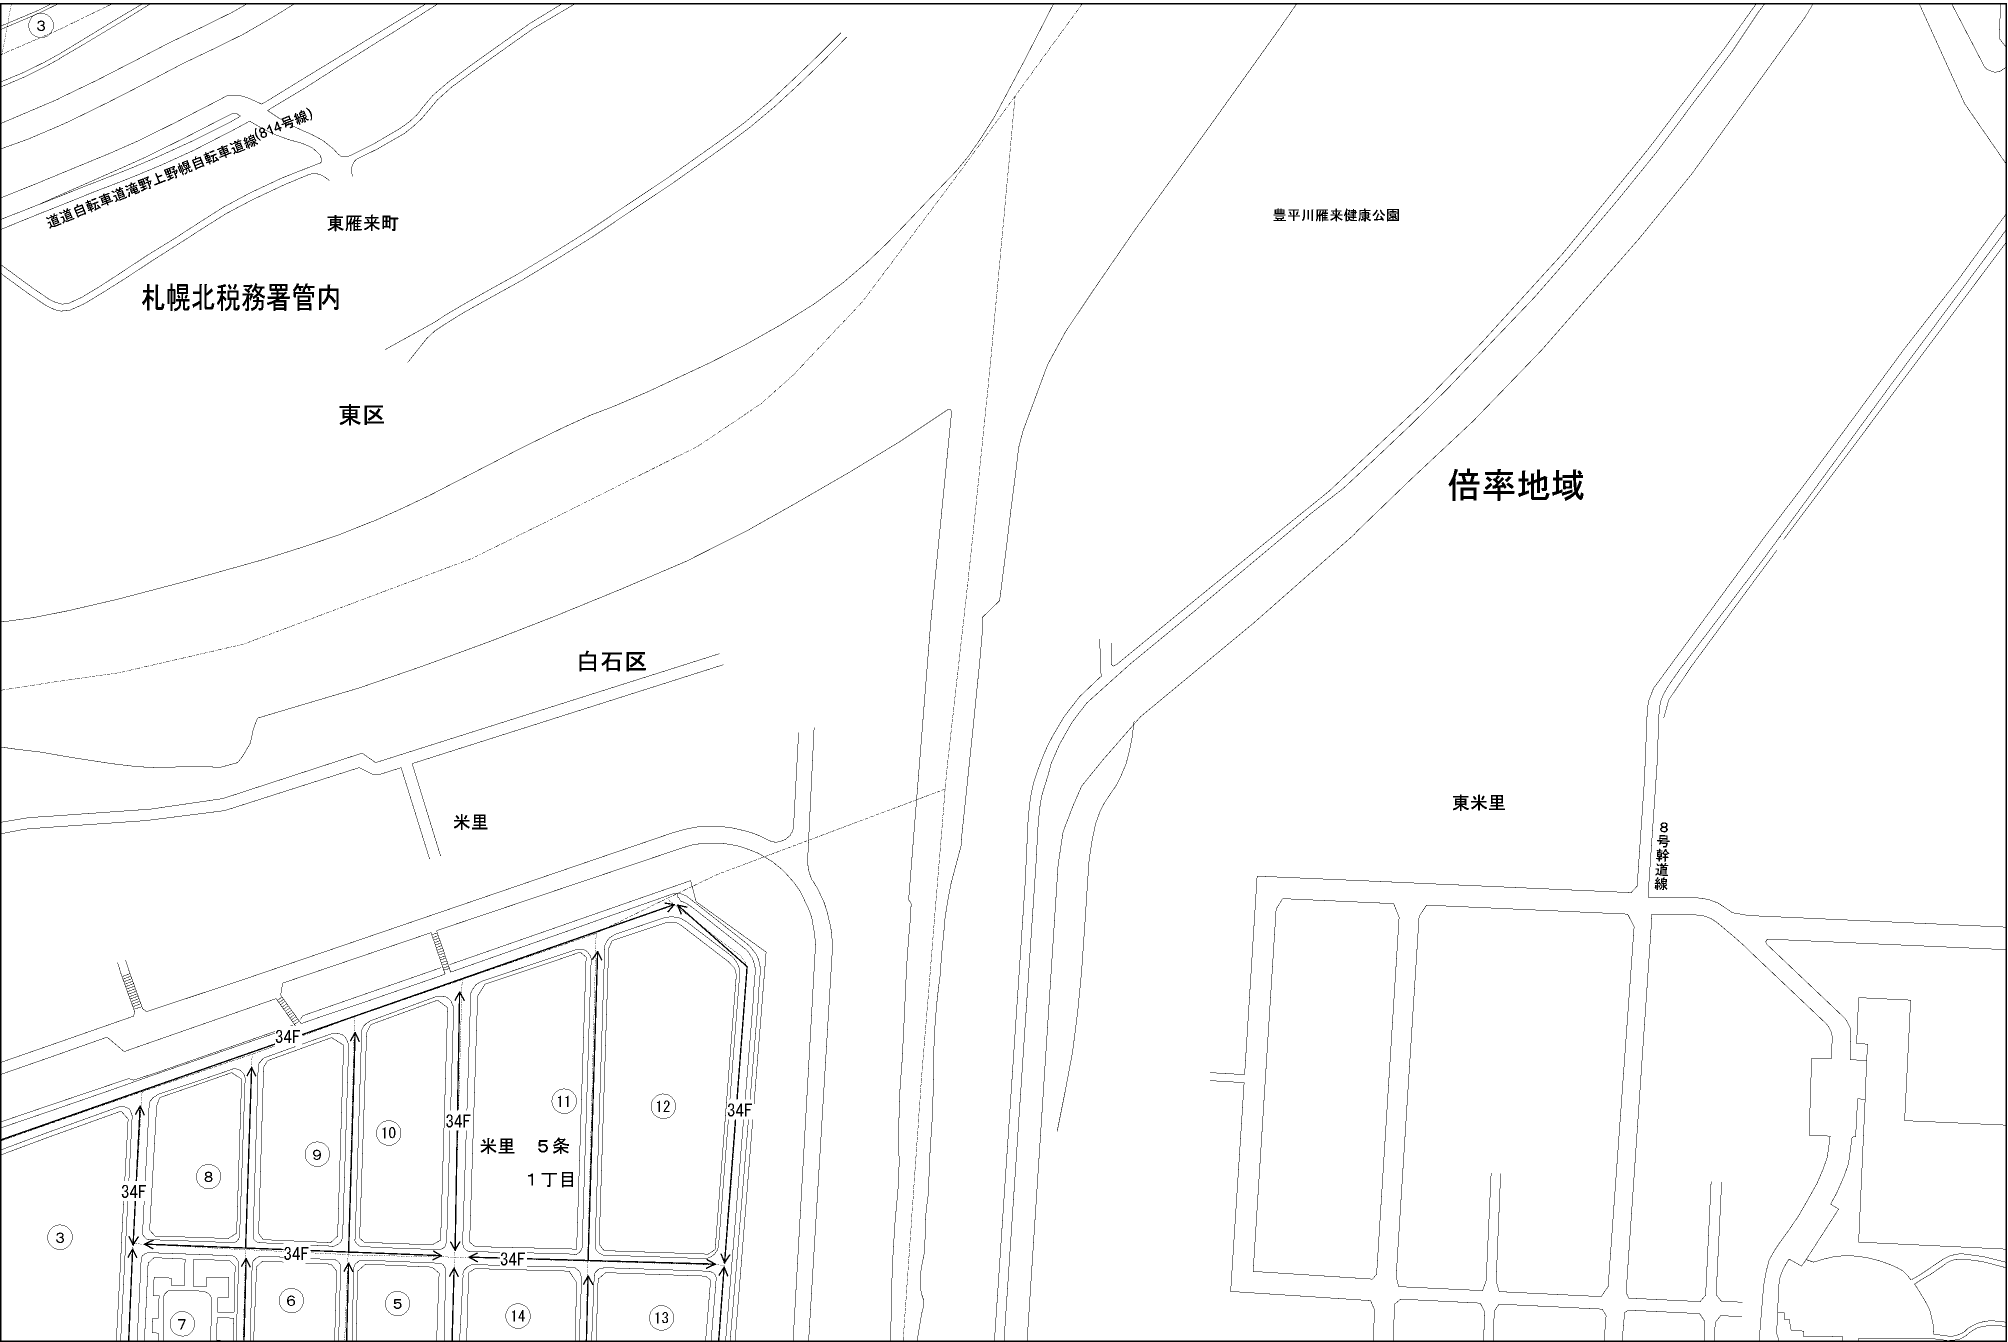 ③
道道自転車道滝野上野幌自転車道線(814号線)
東雁来町
豊平川雁来健康公園
札幌北税務署管内
東区
倍率地域
白石区
東米里
米里
8号幹道線
34F
⑪
⑫
34F
34F
⑩
米里 5条
1丁目
⑨
⑧
34F
③
34F
34F
⑥
⑤
⑭
⑬
⑦